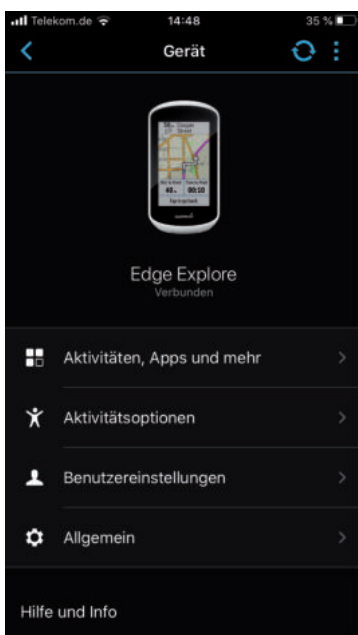 Telekom.de 14:48 35 %
Gerät
Edge Explore
Verbunden
Aktivitäten, Apps und mehr
Aktivitätsoptionen
Benutzereinstellungen
Allgemein
Hilfe und Info